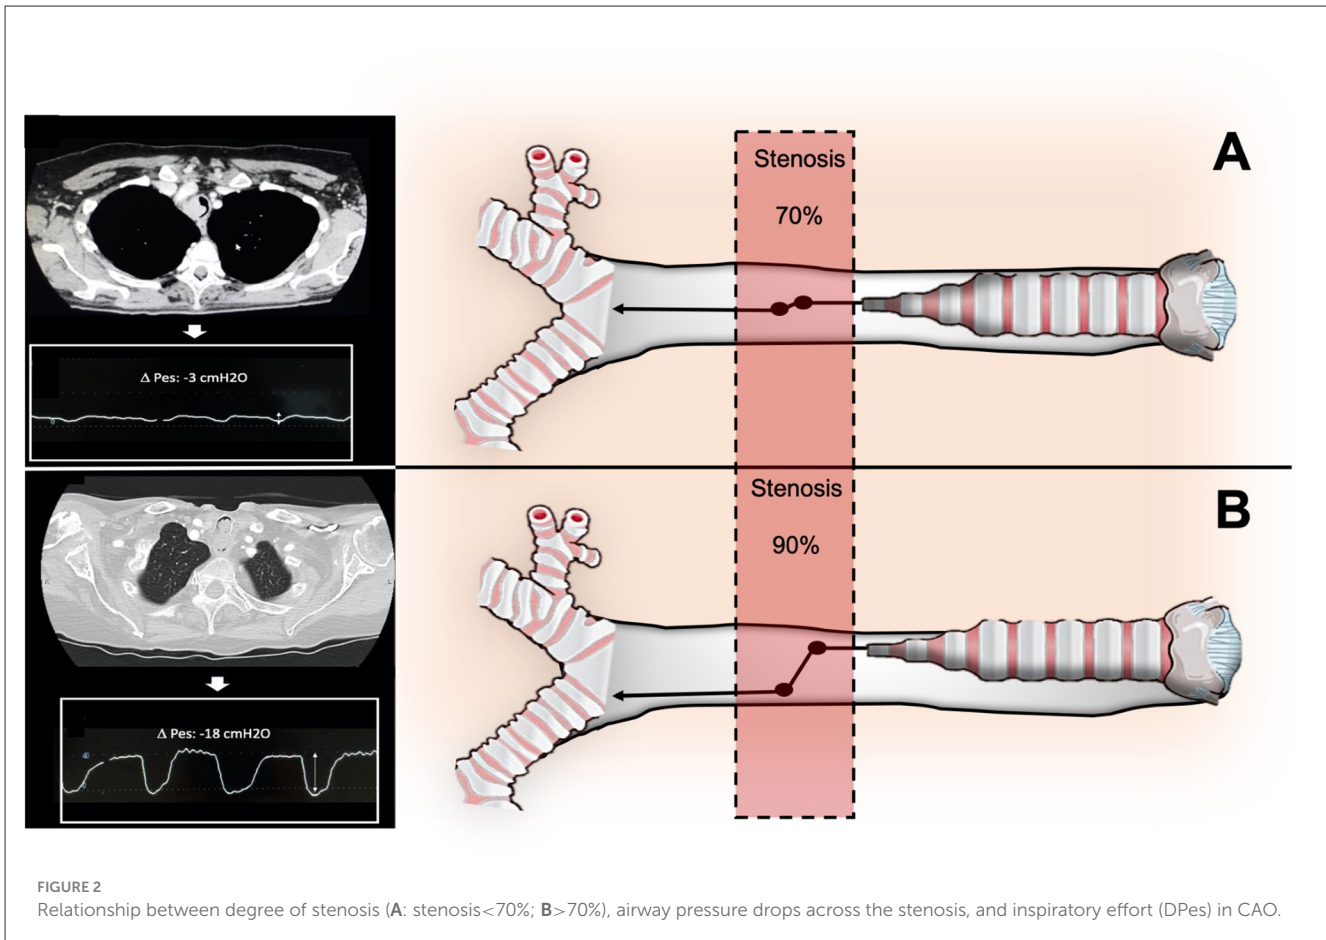 A
Stenosis
70%
Δ Pes: -3 cmH2O
0
B
Stenosis
90%
Δ Pes: -18 cmH2O
FIGURE 2
Relationship between degree of stenosis (A: stenosis<70%; B>70%), airway pressure drops across the stenosis, and inspiratory effort (DPes) in CAO.